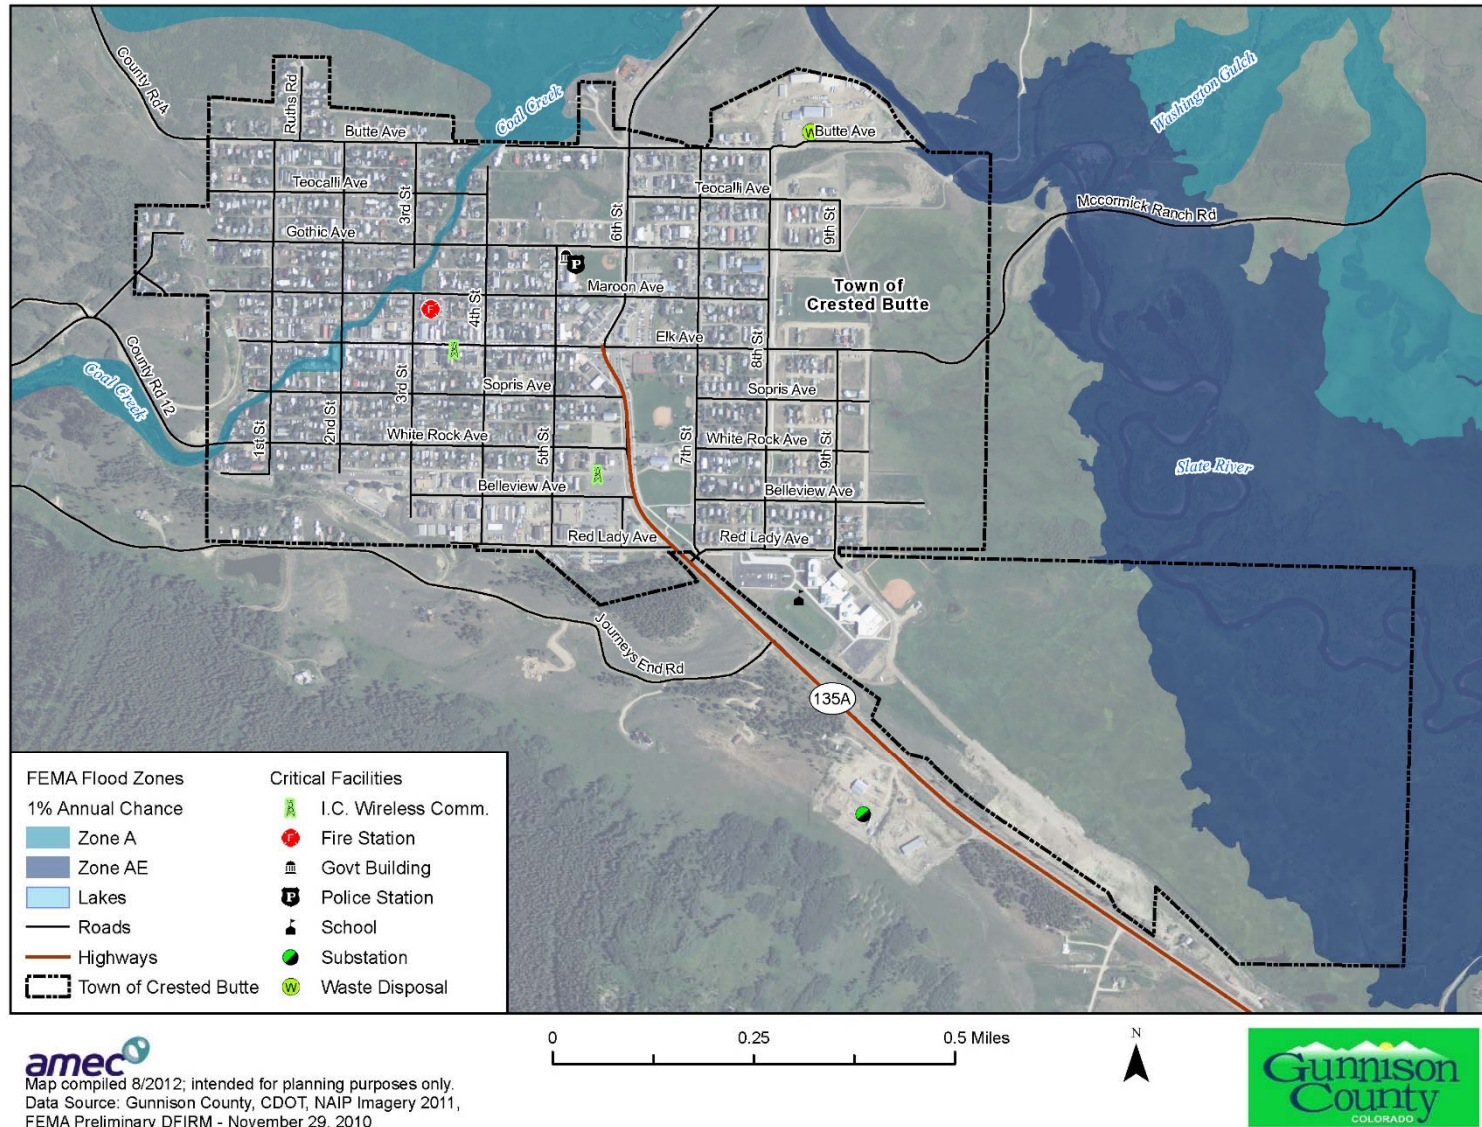 County Rd 4
Ruths Rd
Coal Creek
Washington Gulch
Butte Ave
W
Butte Ave
Teocalli Ave
Teocalli Ave
3rd St
6th St
9th St
Mccormick Ranch Rd
Gothic Ave
P
Maroon Ave
Town of
Crested Butte
F
4th St
Elk Ave
8th St
County Rd 12
Coal Creek
3rd St
Sopris Ave
Sopris Ave
1st St
2nd St
White Rock Ave
5th St
7th St
White Rock Ave
9th St
Slate River
Belleview Ave
Belleview Ave
Red Lady Ave
Red Lady Ave
Journeys End Rd
135A
FEMA Flood Zones
1% Annual Chance
Zone A
Zone AE
Lakes
Roads
Highways
Town of Crested Butte
Critical Facilities
I.C. Wireless Comm.
F Fire Station
Govt Building
P Police Station
School
Substation
W Waste Disposal
amec
Map compiled 8/2012; intended for planning purposes only.
Data Source: Gunnison County, CDOT, NAIP Imagery 2011,
FEMA Preliminary DFIRM - November 29, 2010
0 0.25 0.5 Miles
N
Gunnison
County
COLORADO